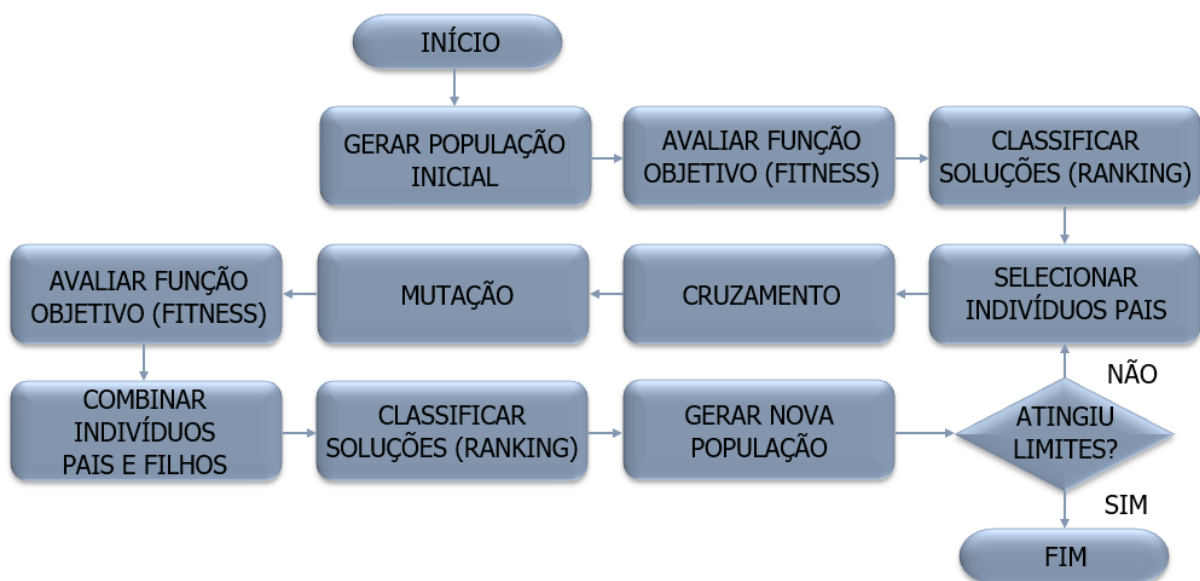 INÍCIO
GERAR POPULAÇÃO
INICIAL
AVALIAR FUNÇÃO
OBJETIVO (FITNESS)
CLASSIFICAR
SOLUÇÕES (RANKING)
SELECIONAR
INDIVÍDUOS PAIS
CRUZAMENTO
MUTAÇÃO
AVALIAR FUNÇÃO
OBJETIVO (FITNESS)
COMBINAR
INDIVÍDUOS
PAIS E FILHOS
CLASSIFICAR
SOLUÇÕES (RANKING)
GERAR NOVA
POPULAÇÃO
ATINGIU
LIMITES?
NÃO
SIM
FIM